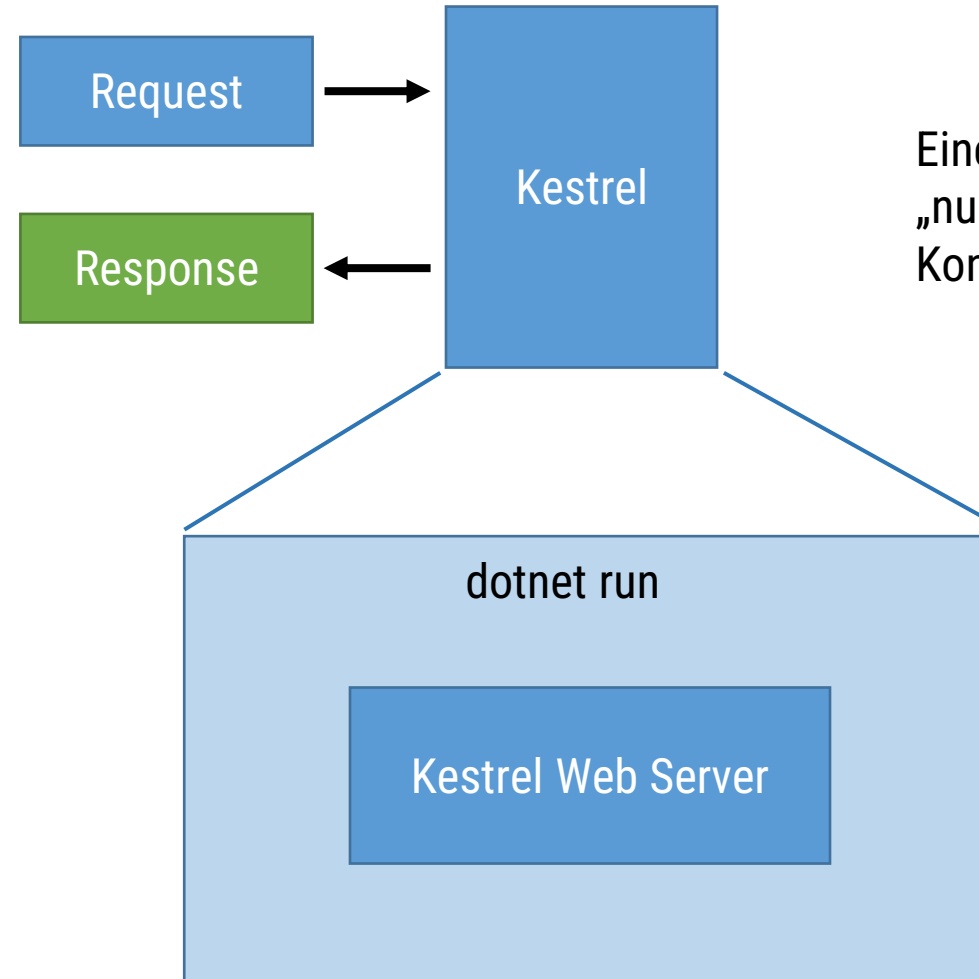 Request
Kestrel
Response
dotnet run
Kestrel Web Server